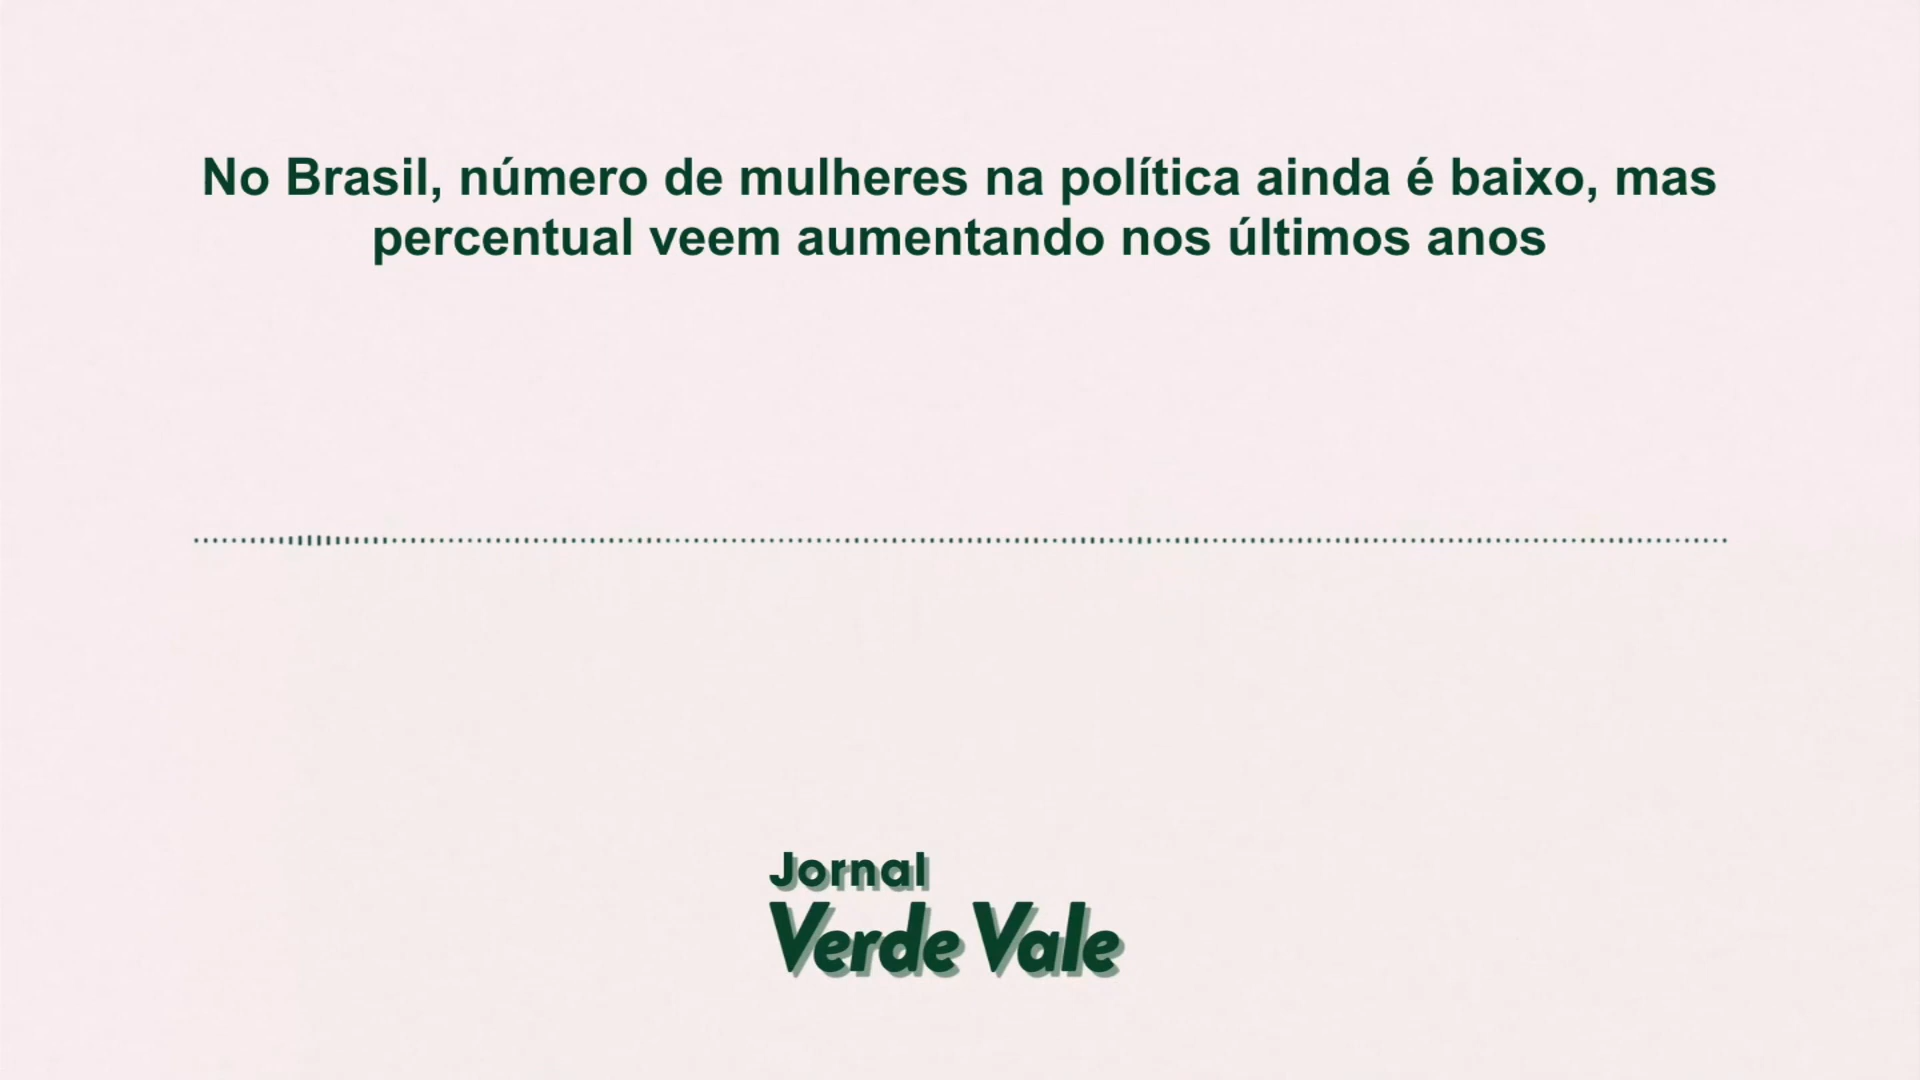 No Brasil, número de mulheres na política ainda é baixo, mas
percentual veem aumentando nos últimos anos
Jornal
Verde Vale